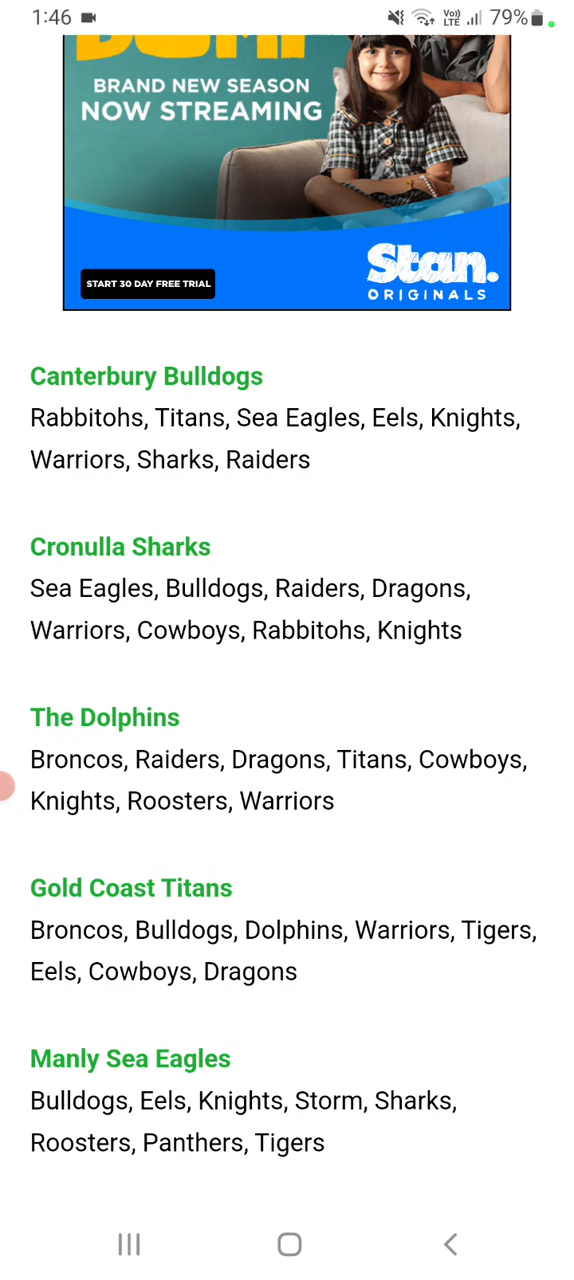 1:46
Vo))
LTE
79%
BRAND NEW SEASON
NOW STREAMING
START 30 DAY FREE TRIAL
Stan.
ORIGINALS
Canterbury Bulldogs
Rabbitohs, Titans, Sea Eagles, Eels, Knights,
Warriors, Sharks, Raiders
Cronulla Sharks
Sea Eagles, Bulldogs, Raiders, Dragons,
Warriors, Cowboys, Rabbitohs, Knights
The Dolphins
Broncos, Raiders, Dragons, Titans, Cowboys,
Knights, Roosters, Warriors
Gold Coast Titans
Broncos, Bulldogs, Dolphins, Warriors, Tigers,
Eels, Cowboys, Dragons
Manly Sea Eagles
Bulldogs, Eels, Knights, Storm, Sharks,
Roosters, Panthers, Tigers